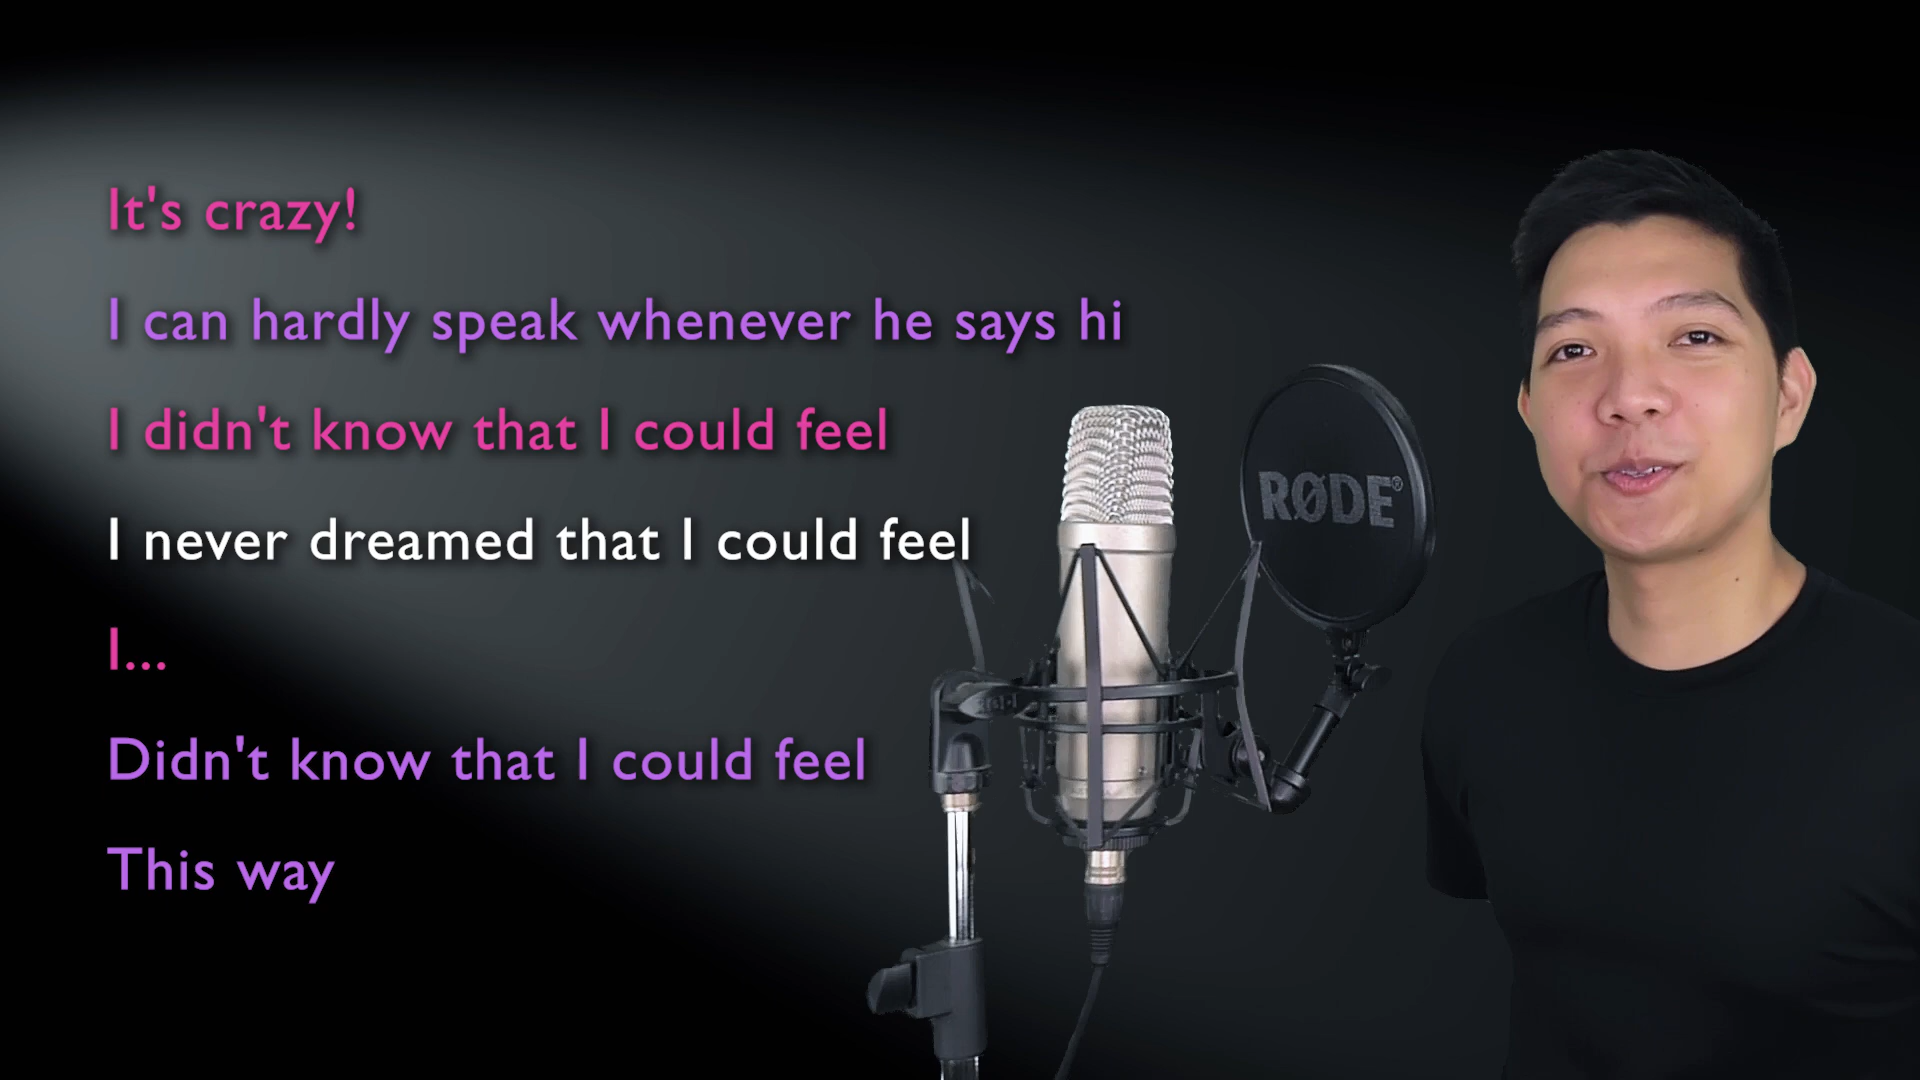 It's crazy!
I can hardly speak whenever he says hi
I didn't know that I could feel
I never dreamed that I could feel
I...
Didn't know that I could feel
This way
RØDE®